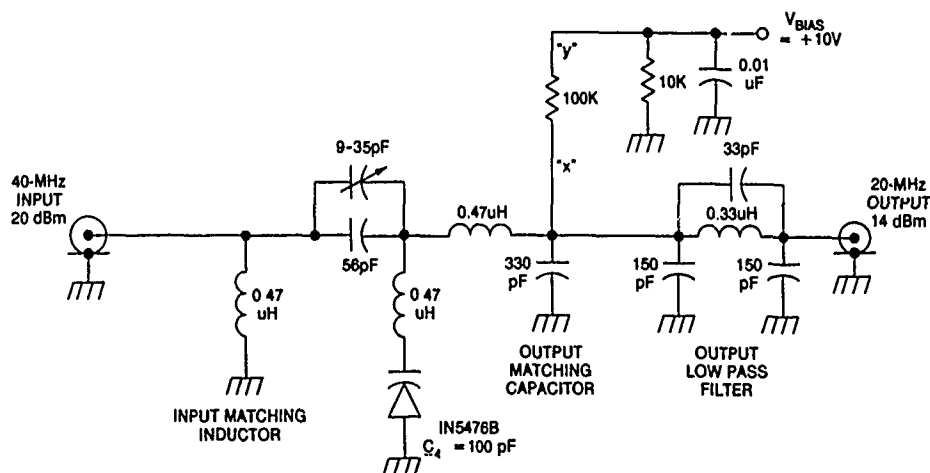 V BIAS
= +10V
"y"
100K
10K
0.01
uF
"x"
9-35pF
33pF
40-MHz
INPUT
20 dBm
20-MHz
OUTPUT
14 dBm
0.47uH
0.33uH
56pF
330
pF
150
pF
150
pF
0 47
uH
0 47
uH
OUTPUT
MATCHING
CAPACITOR
OUTPUT
LOW PASS
FILTER
INPUT MATCHING
INDUCTOR
IN5476B
C4 = 100 pF